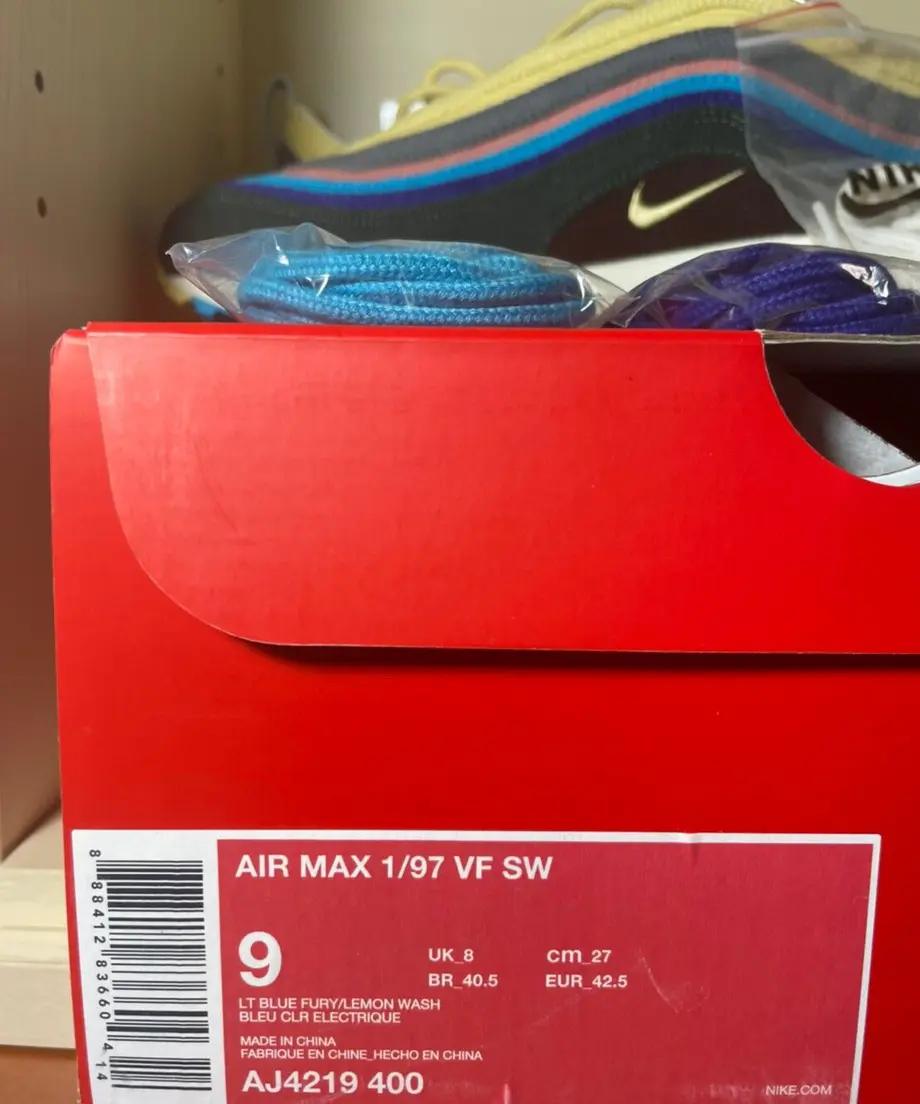 NIK
AIR MAX 1/97 VF SW
9
UK_8
cm_27
BR_40.5
EUR_42.5
LT BLUE FURY/LEMON WASH
BLEU CLR ELECTRIQUE
MADE IN CHINA
FABRIQUE EN CHINE_HECHO EN CHINA
AJ4219 400
NIKE.COM
8 88412 83660 4 14